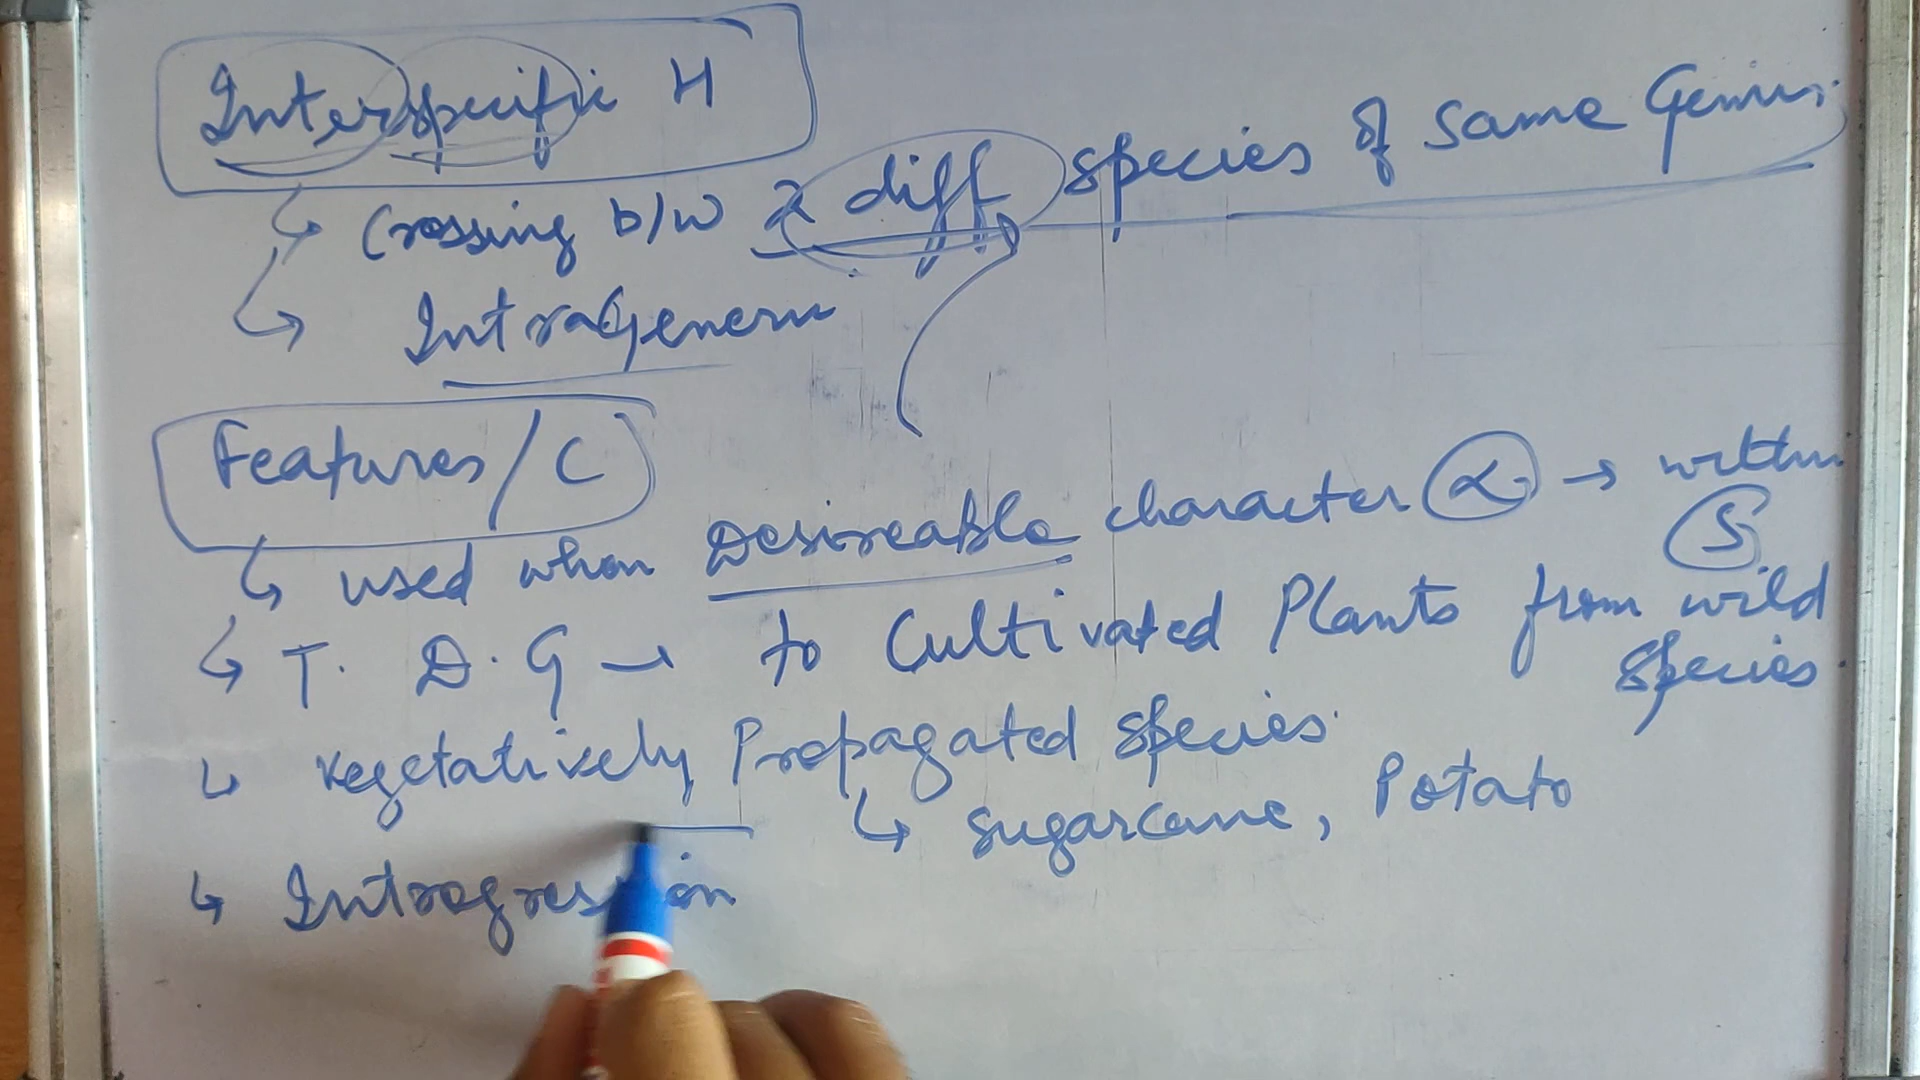 Interspecific H
↳ Crossing b/w 2 diff species of same Genus.
↳ IntraGeneric
Features/C
↳ used when Desireable character α → within S
↳ T. D. G → to Cultivated Plants from wild species.
↳ vegetatively Propagated species.
↳ sugarcane, Potato
↳ Introgression